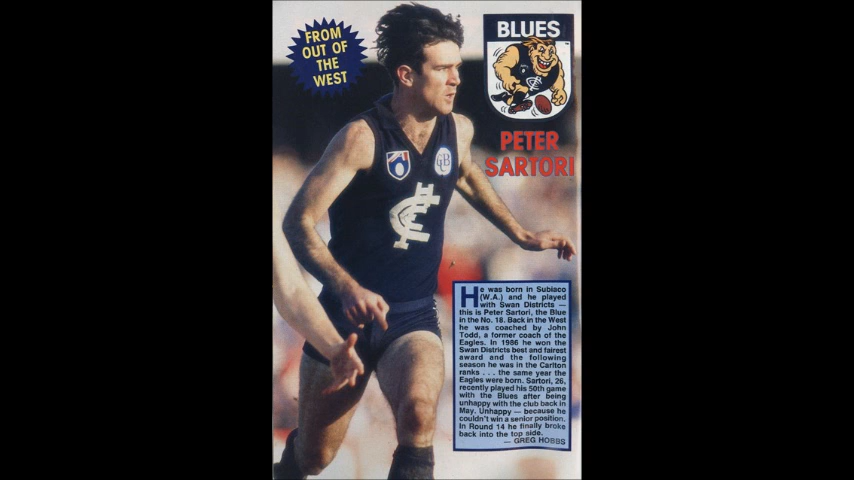 FROM
OUT OF
THE
WEST
BLUES
PETER
SARTORI
CFC
He was born in Subiaco
(W.A.) and he played
with Swan Districts —
this is Peter Sartori, the Blue
in the No. 18. Back in the West
he was coached by John
Todd, a former coach of the
Eagles. In 1986 he won the
Swan Districts best and fairest
award and the following
season he was in the Carlton
ranks . . . the same year the
Eagles were born. Sartori, 26,
recently played his 50th game
with the Blues after being
unhappy with the club back in
May. Unhappy — because he
couldn't win a senior position.
In Round 14 he finally broke
back into the top side.
— GREG HOBBS